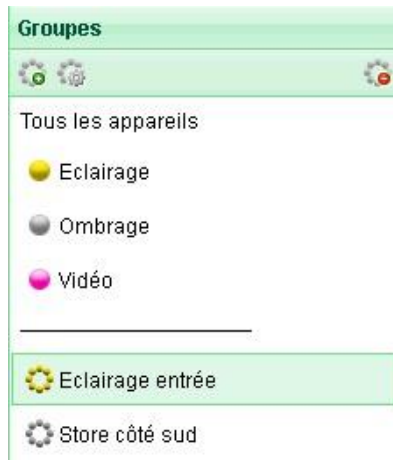 Groupes
Tous les appareils
Eclairage
Ombrage
Vidéo
Eclairage entrée
Store côté sud